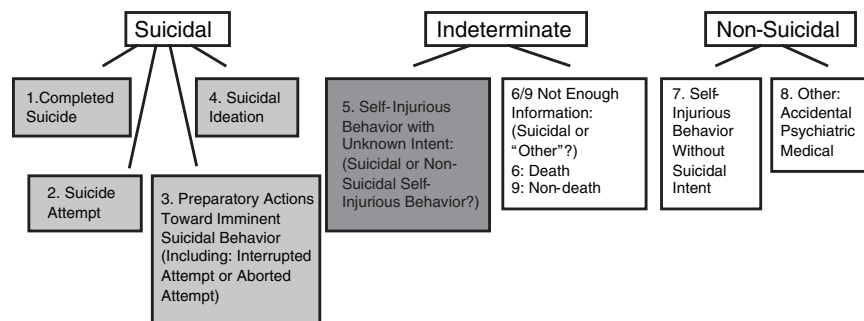 Suicidal
Indeterminate
Non-Suicidal
1.Completed
Suicide
4. Suicidal
Ideation
2. Suicide
Attempt
3. Preparatory Actions
Toward Imminent
Suicidal Behavior
(Including: Interrupted
Attempt or Aborted
Attempt)
5. Self-Injurious
Behavior with
Unknown Intent:
(Suicidal or Non-
Suicidal Self-
Injurious Behavior?)
6/9 Not Enough
Information:
(Suicidal or
“Other”?)
6: Death
9: Non-death
7. Self-
Injurious
Behavior
Without
Suicidal
Intent
8. Other:
Accidental
Psychiatric
Medical